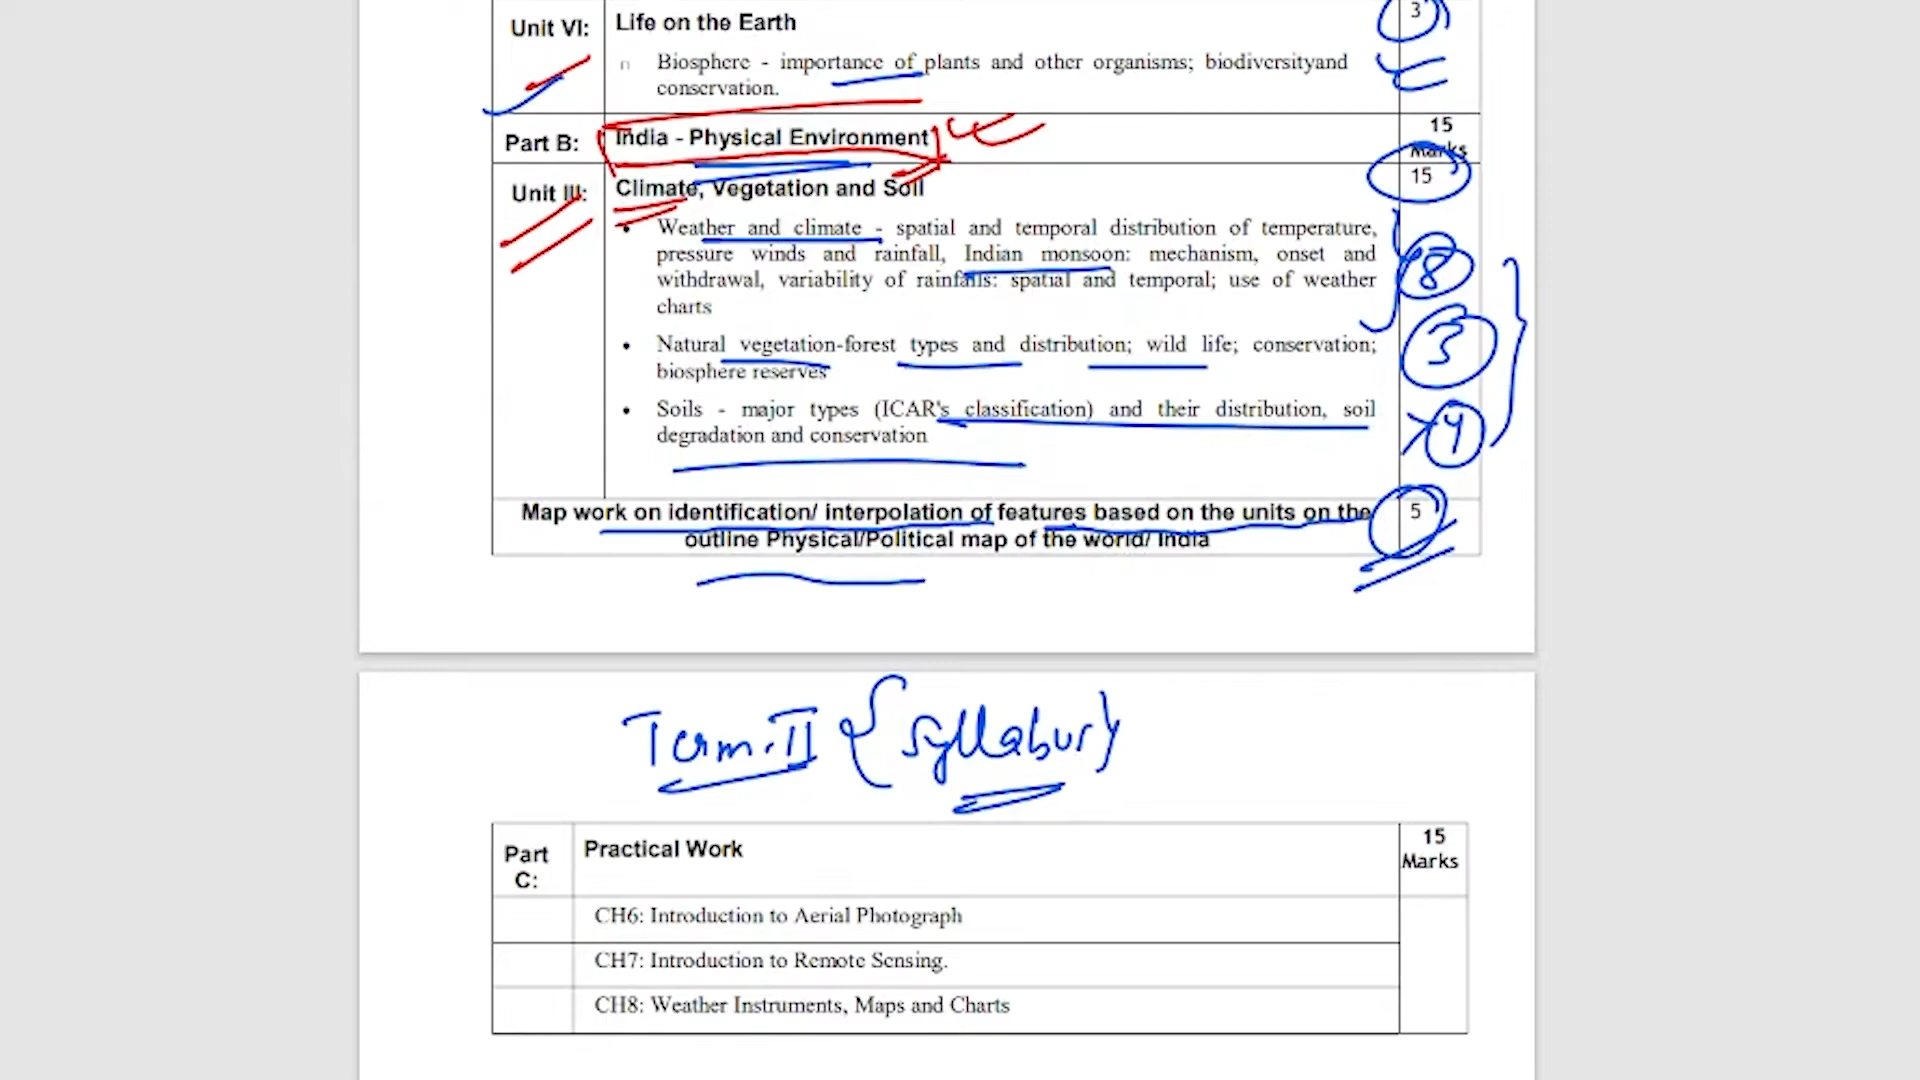 Unit VI: Life on the Earth 3
n Biosphere - importance of plants and other organisms; biodiversityand
conservation.
Part B: India - Physical Environment 15
Marks
Unit III: Climate, Vegetation and Soil 15
• Weather and climate - spatial and temporal distribution of temperature,
pressure winds and rainfall, Indian monsoon: mechanism, onset and
withdrawal, variability of rainfalls: spatial and temporal; use of weather
charts
8
• Natural vegetation-forest types and distribution; wild life; conservation;
biosphere reserves
3
• Soils - major types (ICAR's classification) and their distribution, soil
degradation and conservation
4
Map work on identification/ interpolation of features based on the units on the 5
outline Physical/Political map of the world/ India
Term-II {Syllabus}
Part C: Practical Work 15 Marks
CH6: Introduction to Aerial Photograph
CH7: Introduction to Remote Sensing.
CH8: Weather Instruments, Maps and Charts